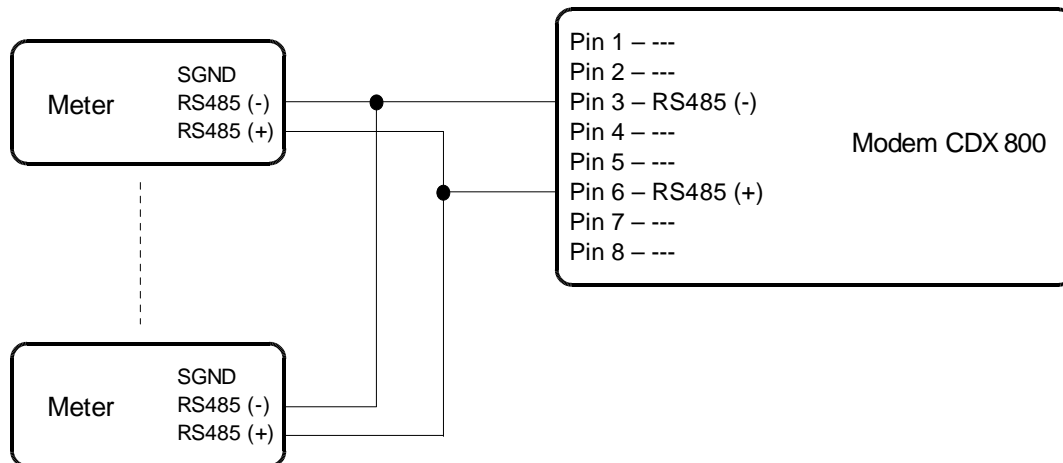 Meter
SGND
RS485 (-)
RS485 (+)
Pin 1 – ---
Pin 2 – ---
Pin 3 – RS485 (-)
Pin 4 – ---
Pin 5 – ---
Pin 6 – RS485 (+)
Pin 7 – ---
Pin 8 – ---
Modem CDX 800
Meter
SGND
RS485 (-)
RS485 (+)